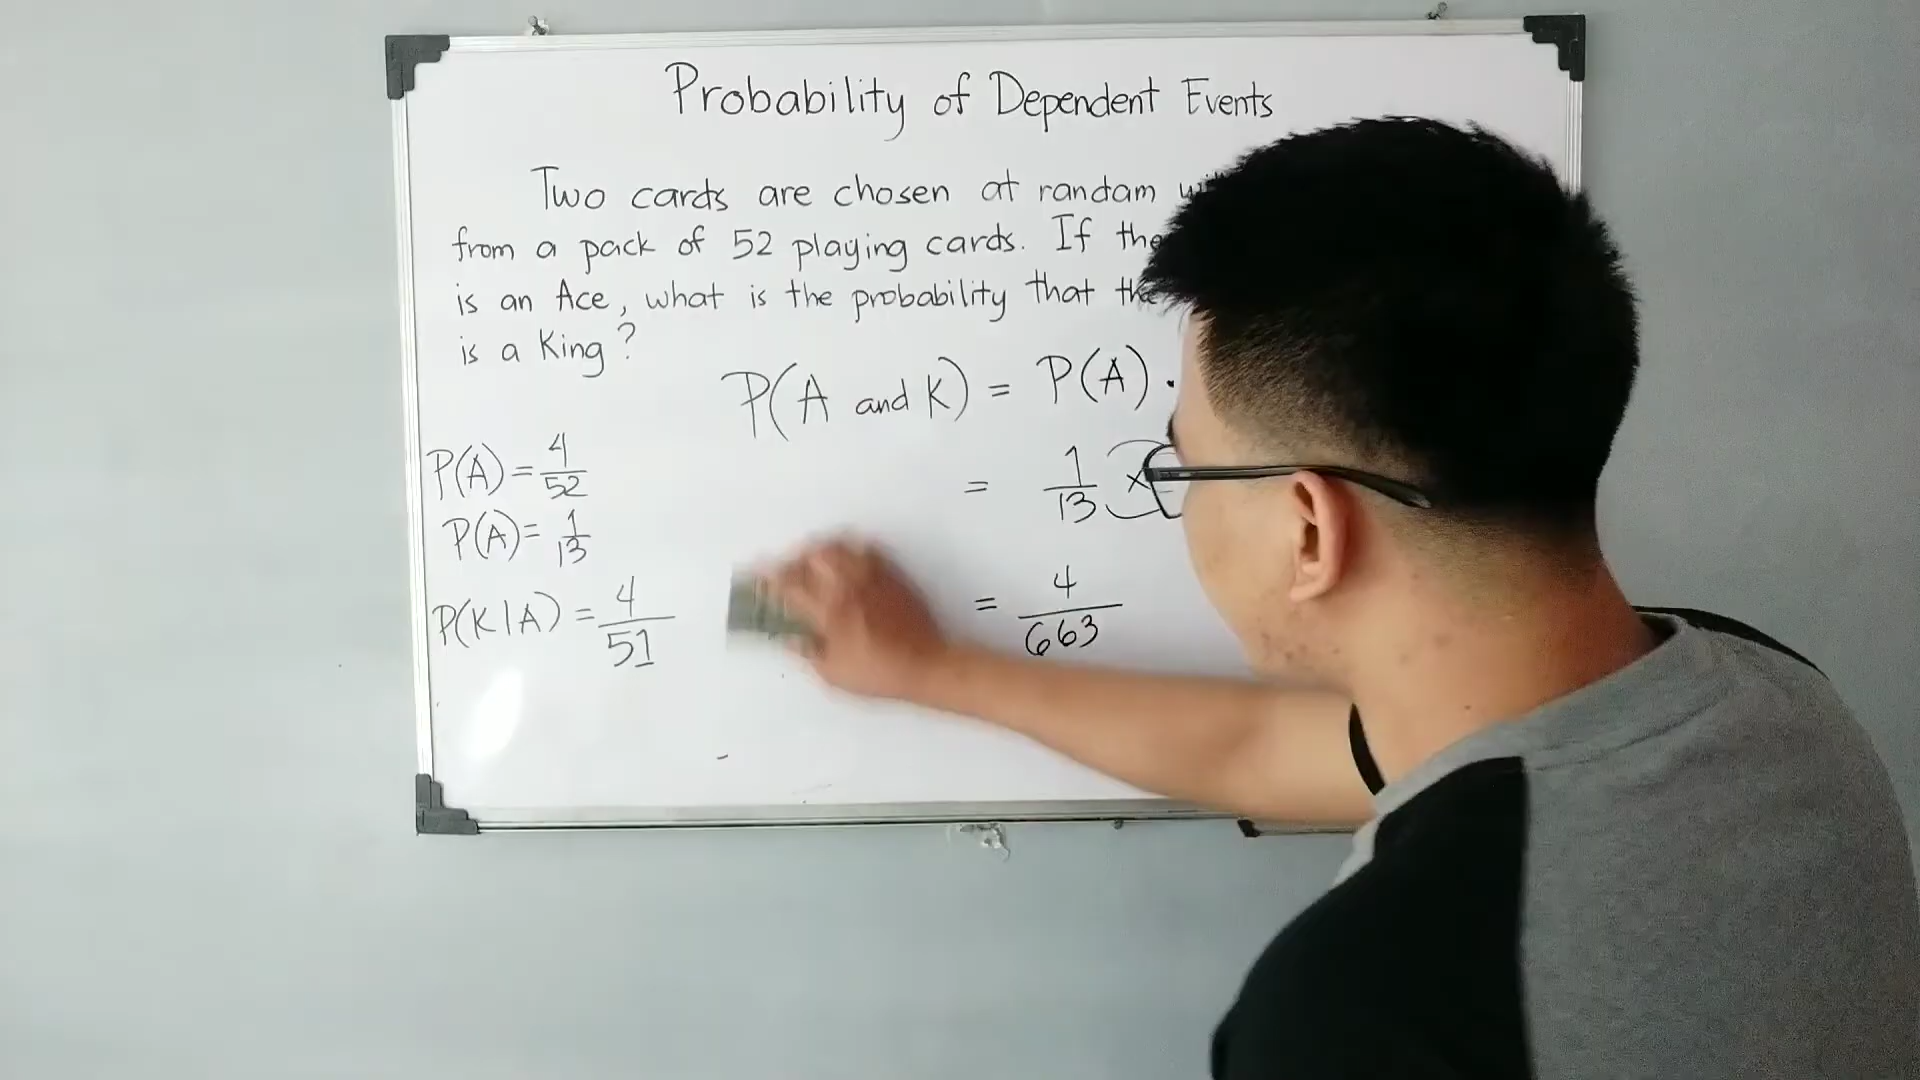 Probability of Dependent Events
Two cards are chosen at random
from a pack of 52 playing cards. If the
is an Ace, what is the probability that the
is a King?
P(A and K) = P(A) ·
P(A) = 4/52
= 1/13 ×
P(A) = 1/13
P(K|A) = 4/51
= 4/663